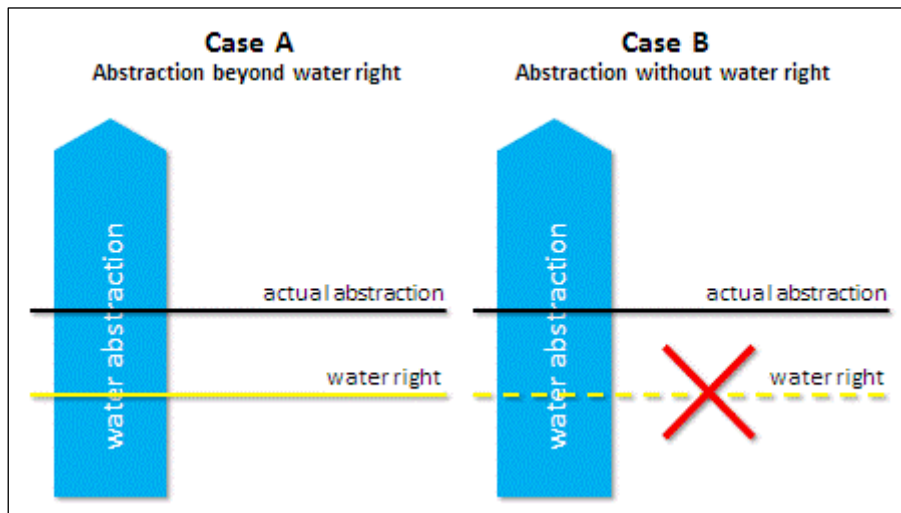 Case A
Abstraction beyond water right
water abstraction
actual abstraction
water right
Case B
Abstraction without water right
water abstraction
actual abstraction
water right